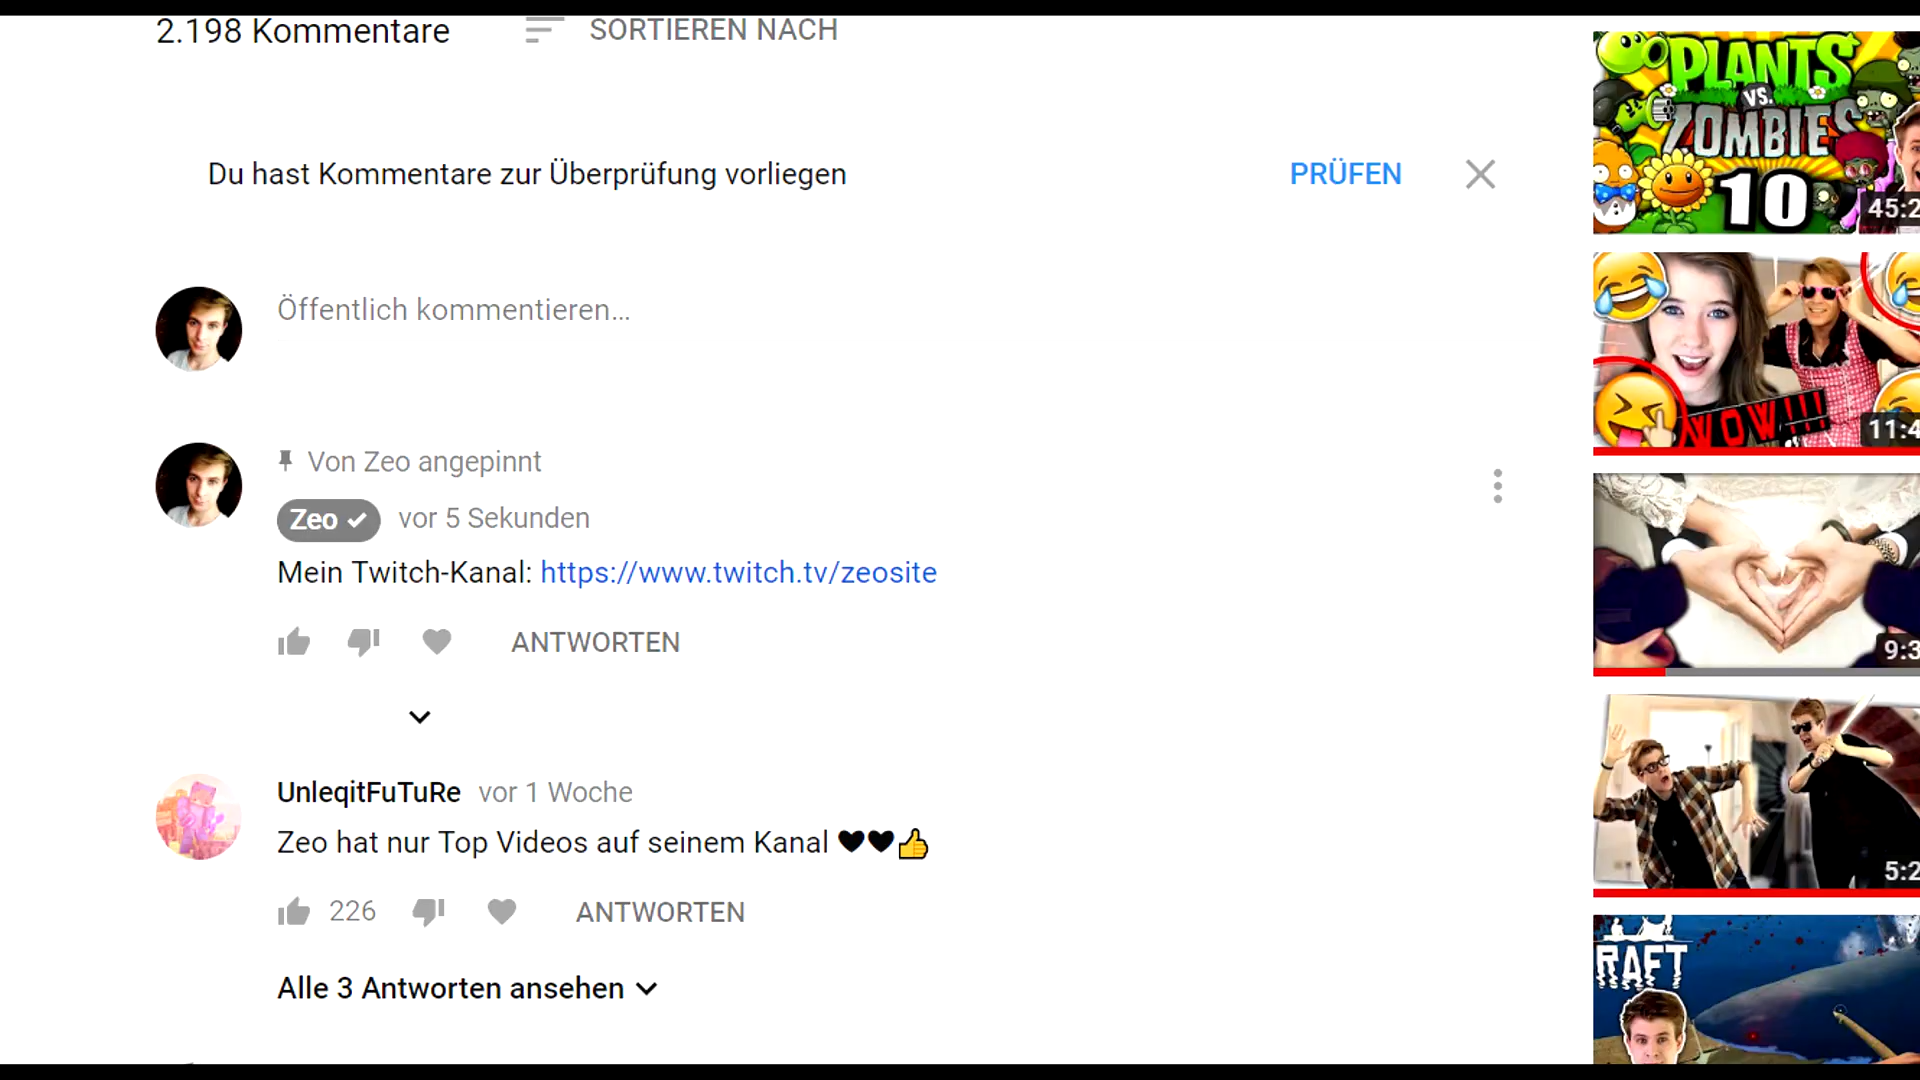 2.198 Kommentare
SORTIEREN NACH
Du hast Kommentare zur Überprüfung vorliegen
PRÜFEN
Öffentlich kommentieren...
Von Zeo angepinnt
Zeo
vor 5 Sekunden
Mein Twitch-Kanal: https://www.twitch.tv/zeosite
ANTWORTEN
UnleqitFuTuRe
vor 1 Woche
Zeo hat nur Top Videos auf seinem Kanal 🖤🖤👍
226
ANTWORTEN
Alle 3 Antworten ansehen
PLANTS
VS.
ZOMBIES
10
45:2
WOW!!!
11:4
9:3
5:2
RAFT